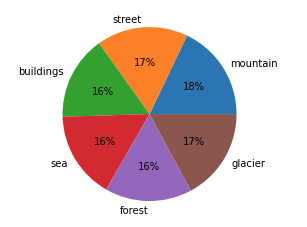 street
mountain
buildings
sea
forest
glacier
17%
18%
16%
16%
16%
17%